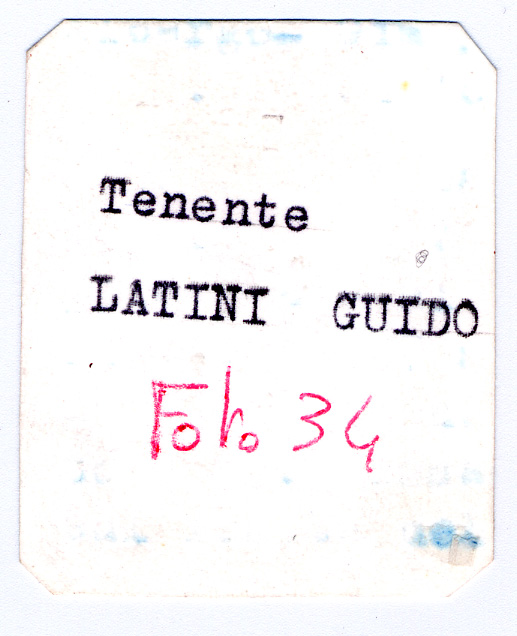 Tenente
LATINI GUIDO
Foto 34